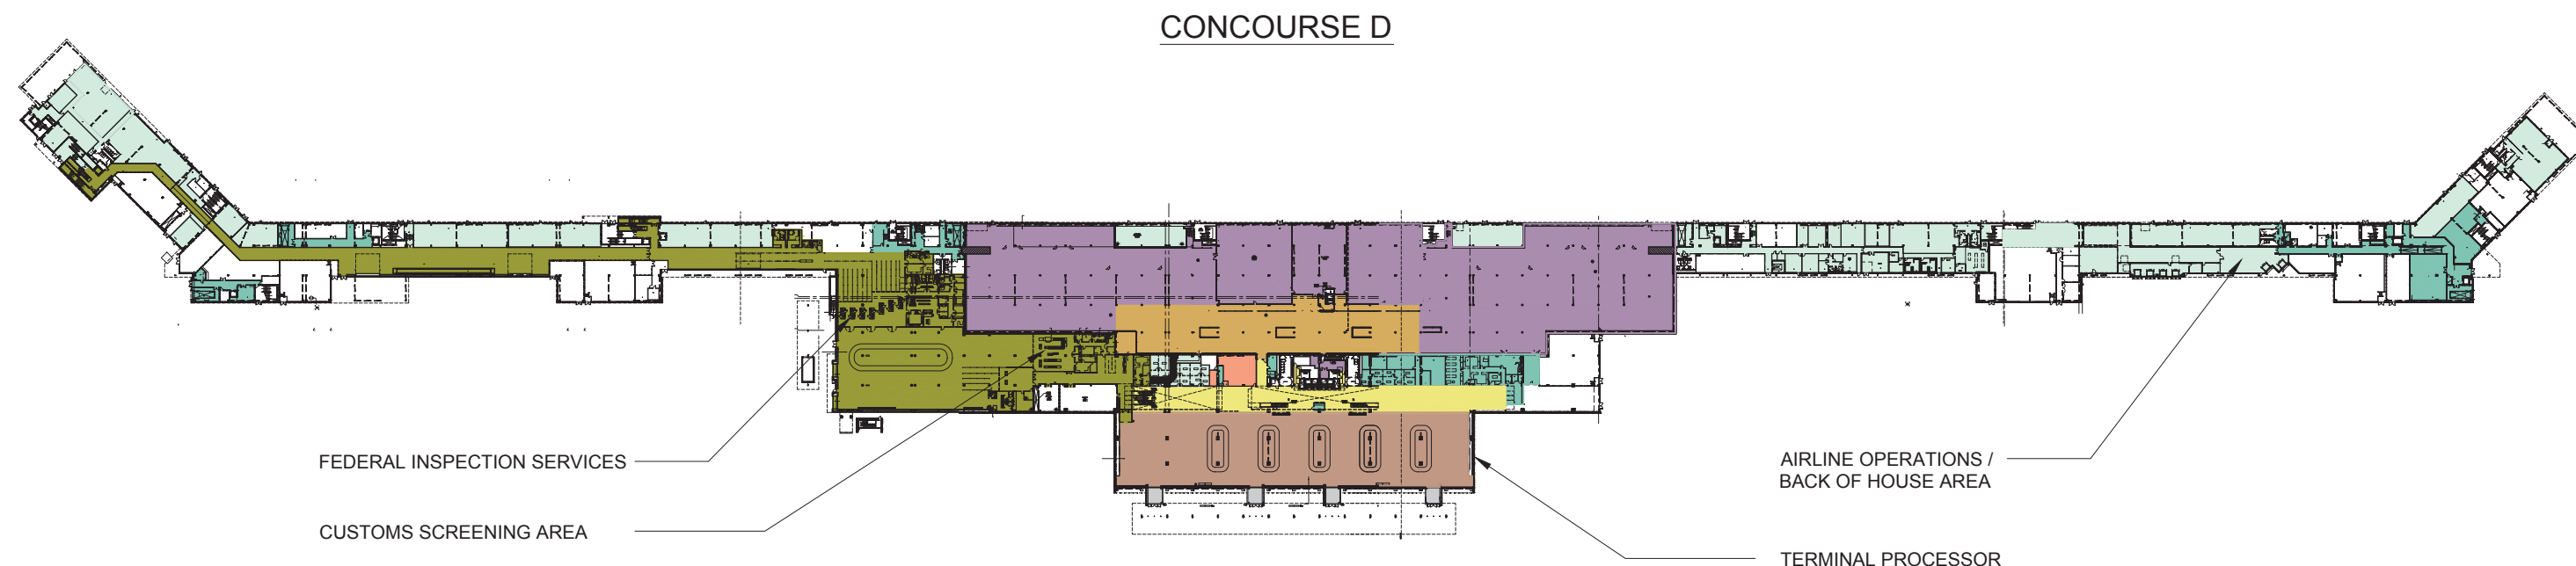 CONCOURSE D
FEDERAL INSPECTION SERVICES
CUSTOMS SCREENING AREA
AIRLINE OPERATIONS /
BACK OF HOUSE AREA
TERMINAL PROCESSOR